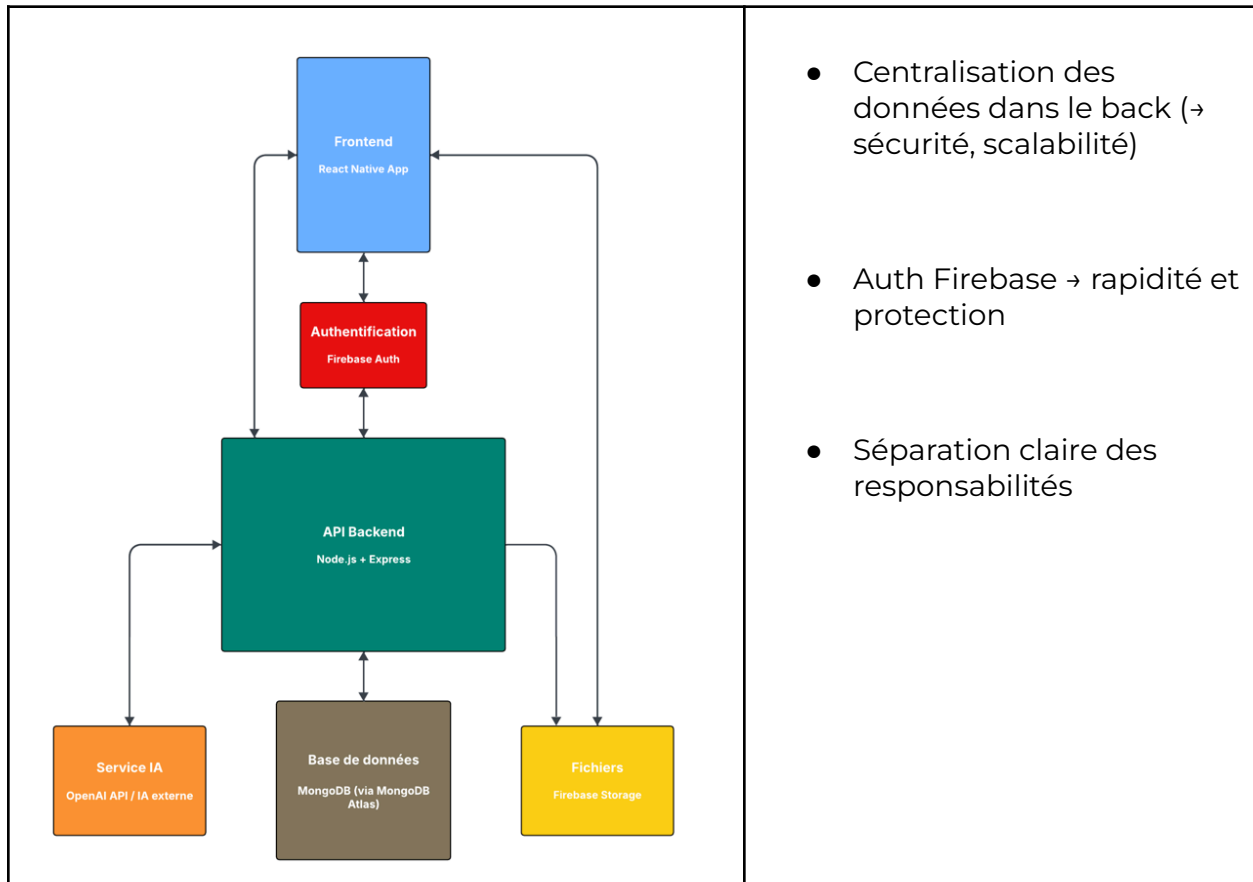 Frontend
React Native App
Authentification
Firebase Auth
API Backend
Node.js + Express
Service IA
OpenAI API / IA externe
Base de données
MongoDB (via MongoDB
Atlas)
Fichiers
Firebase Storage
● Centralisation des
données dans le back (→
sécurité, scalabilité)
● Auth Firebase → rapidité et
protection
● Séparation claire des
responsabilités